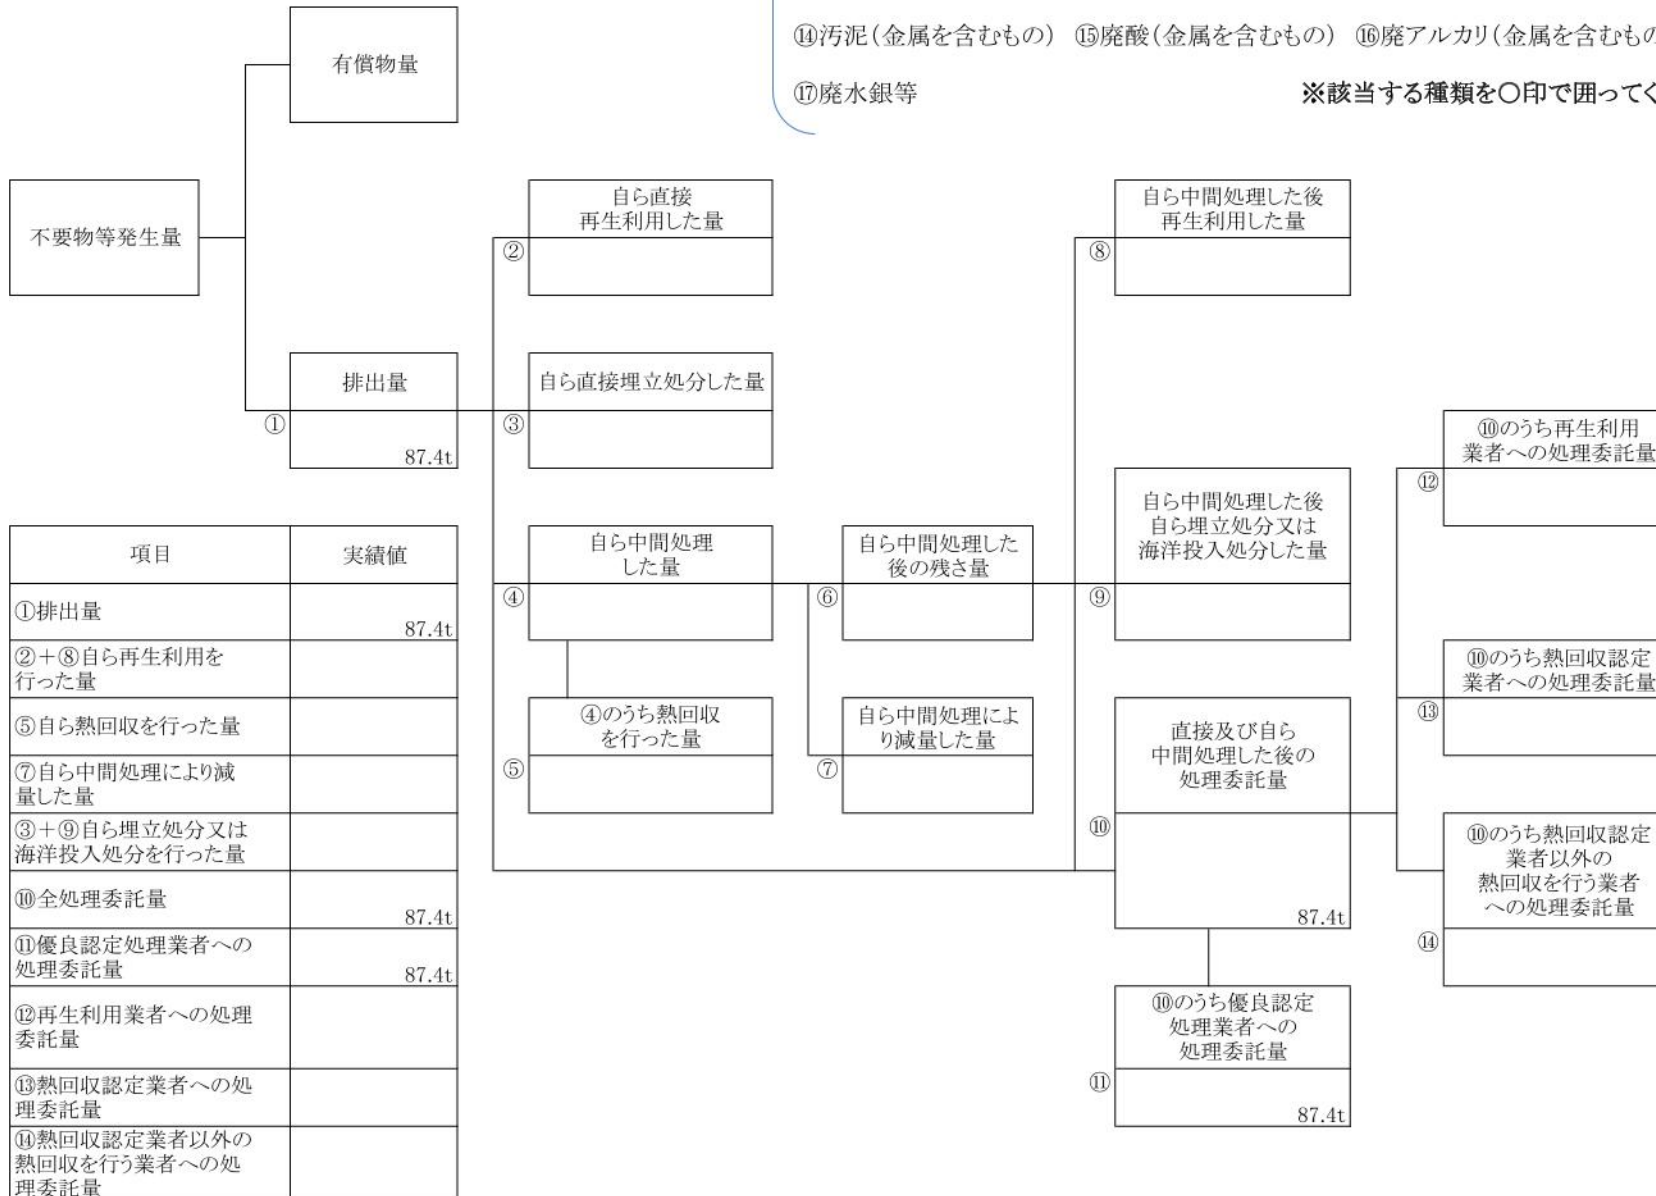 ⑭汚泥(金属を含むもの) ⑮廃酸(金属を含むもの) ⑯廃アルカリ(金属を含むもの
⑰廃水銀等 ※該当する種類を〇印で囲ってく
有償物量
不要物等発生量
排出量
①
87.4t
自ら直接
再生利用した量
②
自ら直接埋立処分した量
③
自ら中間処理
した量
④
④のうち熱回収
を行った量
⑤
自ら中間処理した
後の残さ量
⑥
自ら中間処理によ
り減量した量
⑦
自ら中間処理した後
再生利用した量
⑧
自ら中間処理した後
自ら埋立処分又は
海洋投入処分した量
⑨
直接及び自ら
中間処理した後の
処理委託量
⑩
87.4t
⑩のうち優良認定
処理業者への
処理委託量
⑪
87.4t
⑩のうち再生利用
業者への処理委託量
⑫
⑩のうち熱回収認定
業者への処理委託量
⑬
⑩のうち熱回収認定
業者以外の
熱回収を行う業者
への処理委託量
⑭
項目 実績値
①排出量
87.4t
②+⑧自ら再生利用を
行った量
⑤自ら熱回収を行った量
⑦自ら中間処理により減
量した量
③+⑨自ら埋立処分又は
海洋投入処分を行った量
⑩全処理委託量
87.4t
⑪優良認定処理業者への
処理委託量
87.4t
⑫再生利用業者への処理
委託量
⑬熱回収認定業者への処
理委託量
⑭熱回収認定業者以外の
熱回収を行う業者への処
理委託量